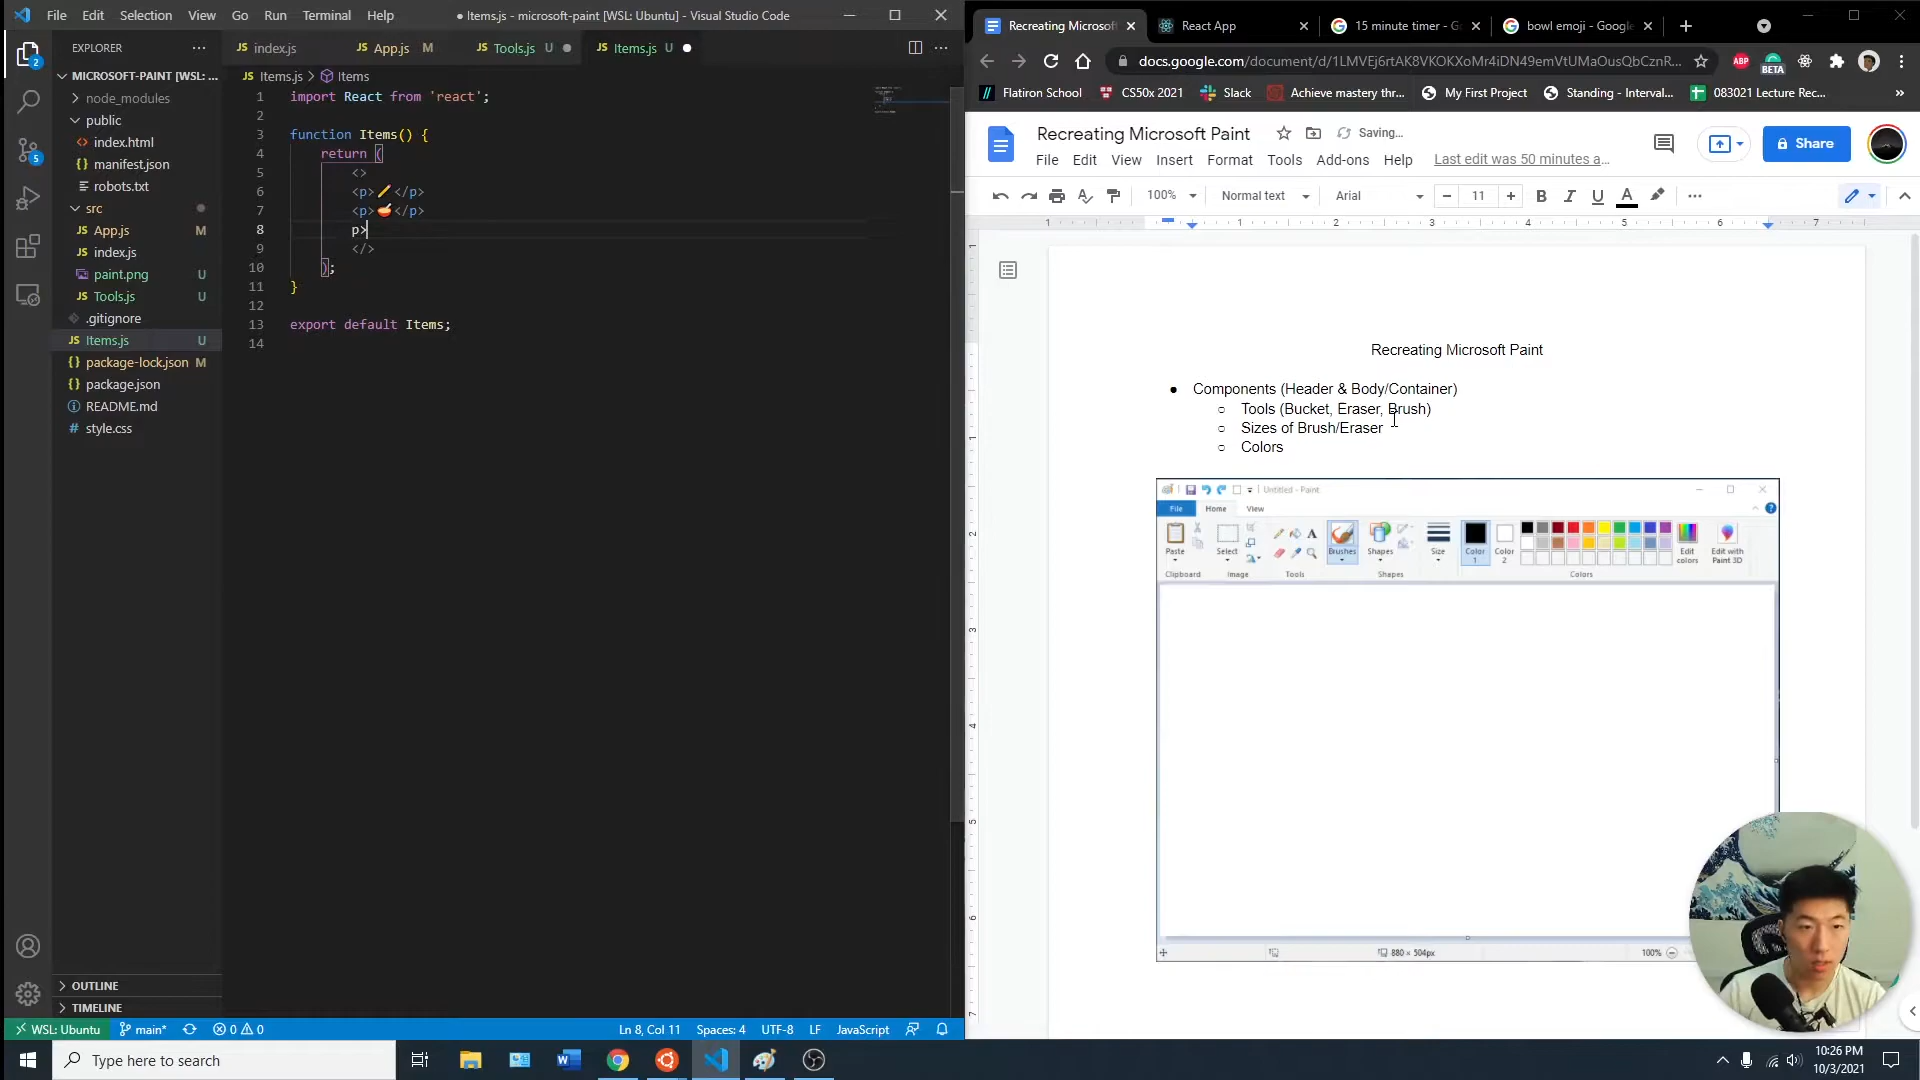 File Edit Selection View Go Run Terminal Help
● Items.js - microsoft-paint [WSL: Ubuntu] - Visual Studio Code
EXPLORER
MICROSOFT-PAINT [WSL: ...
node_modules
public
index.html
manifest.json
robots.txt
src
App.js M
index.js
paint.png U
Tools.js U
.gitignore
Items.js U
package-lock.json M
package.json
README.md
style.css
OUTLINE
TIMELINE
index.js App.js M Tools.js U Items.js U
Items.js > Items
1 import React from 'react';
2
3 function Items() {
4 return (
5 <>
6 <p>✏️</p>
7 <p>🥣</p>
8 p>
9 </>
10 );
11 }
12
13 export default Items;
14
WSL: Ubuntu main* 0 0 Ln 8, Col 11 Spaces: 4 UTF-8 LF JavaScript
Recreating Microsoft React App 15 minute timer - G bowl emoji - Google
docs.google.com/document/d/1LMVEj6rtAK8VKOKXoMr4iDN49emVtUMaOusQbCznR...
ABP BETA
Flatiron School CS50x 2021 Slack Achieve mastery thr... My First Project Standing - Interval... 083021 Lecture Rec... »
Recreating Microsoft Paint Saving...
File Edit View Insert Format Tools Add-ons Help Last edit was 50 minutes a...
Share
100% Normal text Arial 11 B I U A
1 1 2 3 4 5 6 7
Recreating Microsoft Paint
● Components (Header & Body/Container)
○ Tools (Bucket, Eraser, Brush)
○ Sizes of Brush/Eraser
○ Colors
Untitled - Paint
File Home View
Paste Select Brushes Shapes Size Color 1 Color 2 Edit colors Edit with Paint 3D
Clipboard Image Tools Shapes Colors
880 × 504px 100%
Type here to search
10:26 PM
10/3/2021